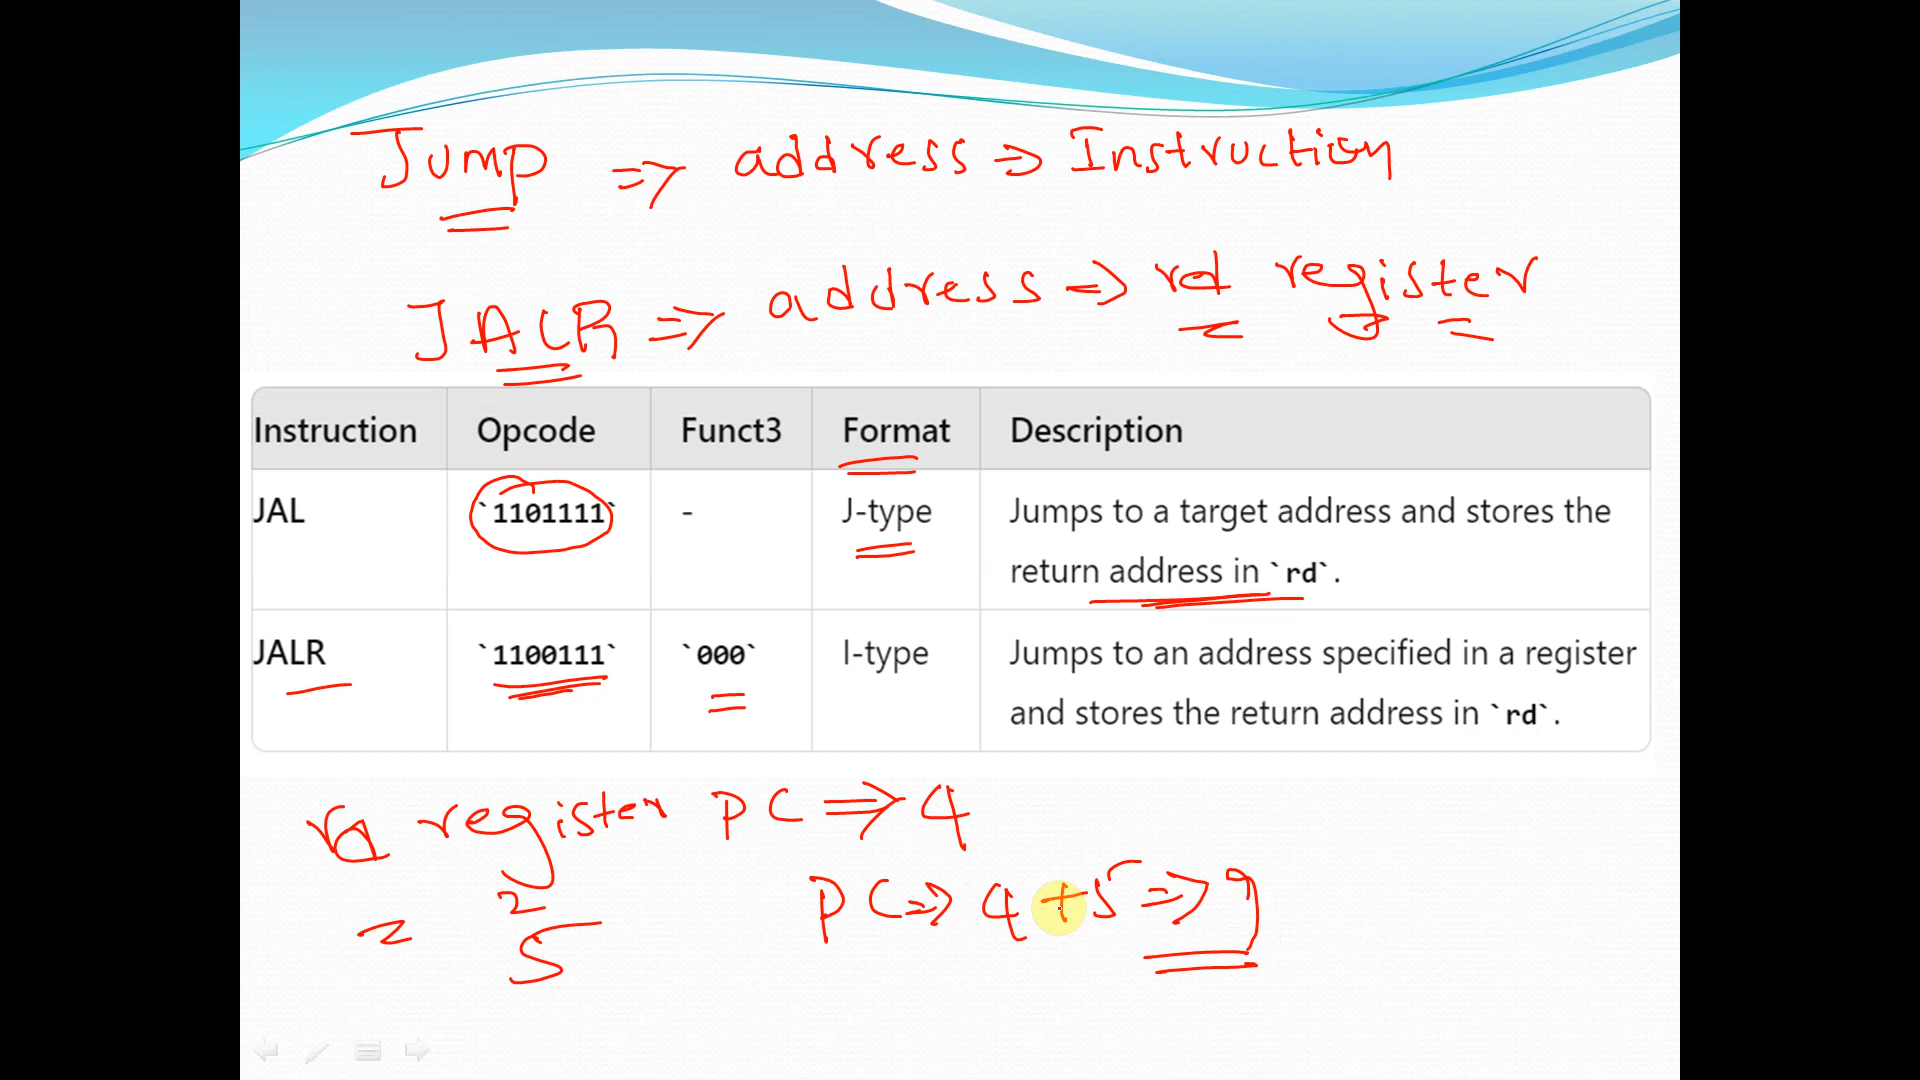 Jump => address => Instruction
JALR => address => rd register
Instruction Opcode Funct3 Format Description
JAL `1101111` - J-type Jumps to a target address and stores the
return address in `rd`.
JALR `1100111` `000` I-type Jumps to an address specified in a register
and stores the return address in `rd`.
rd register PC => 4
PC => 4 + 5 => 9
5